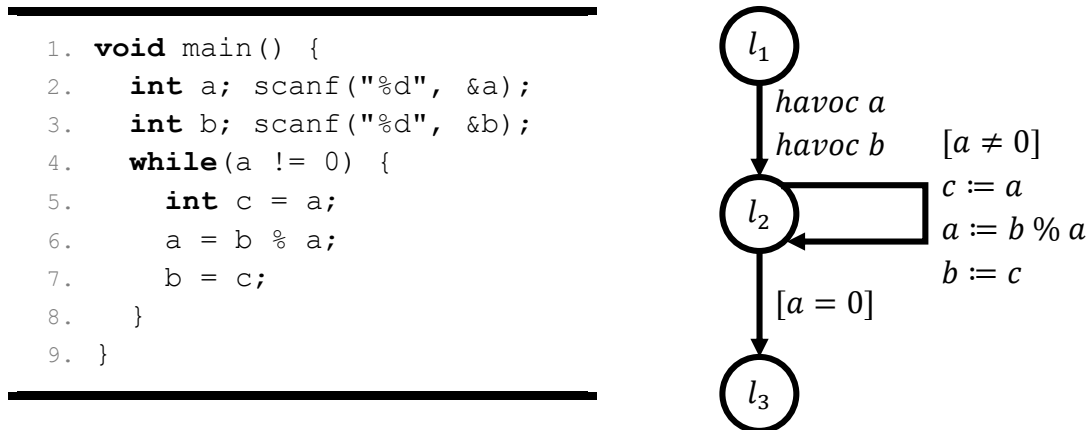 1. void main() {
2. int a; scanf("%d", &a);
3. int b; scanf("%d", &b);
4. while(a != 0) {
5. int c = a;
6. a = b % a;
7. b = c;
8. }
9. }
l₁
havoc a
havoc b
[a ≠ 0]
c ≔ a
a ≔ b % a
b ≔ c
l₂
[a = 0]
l₃